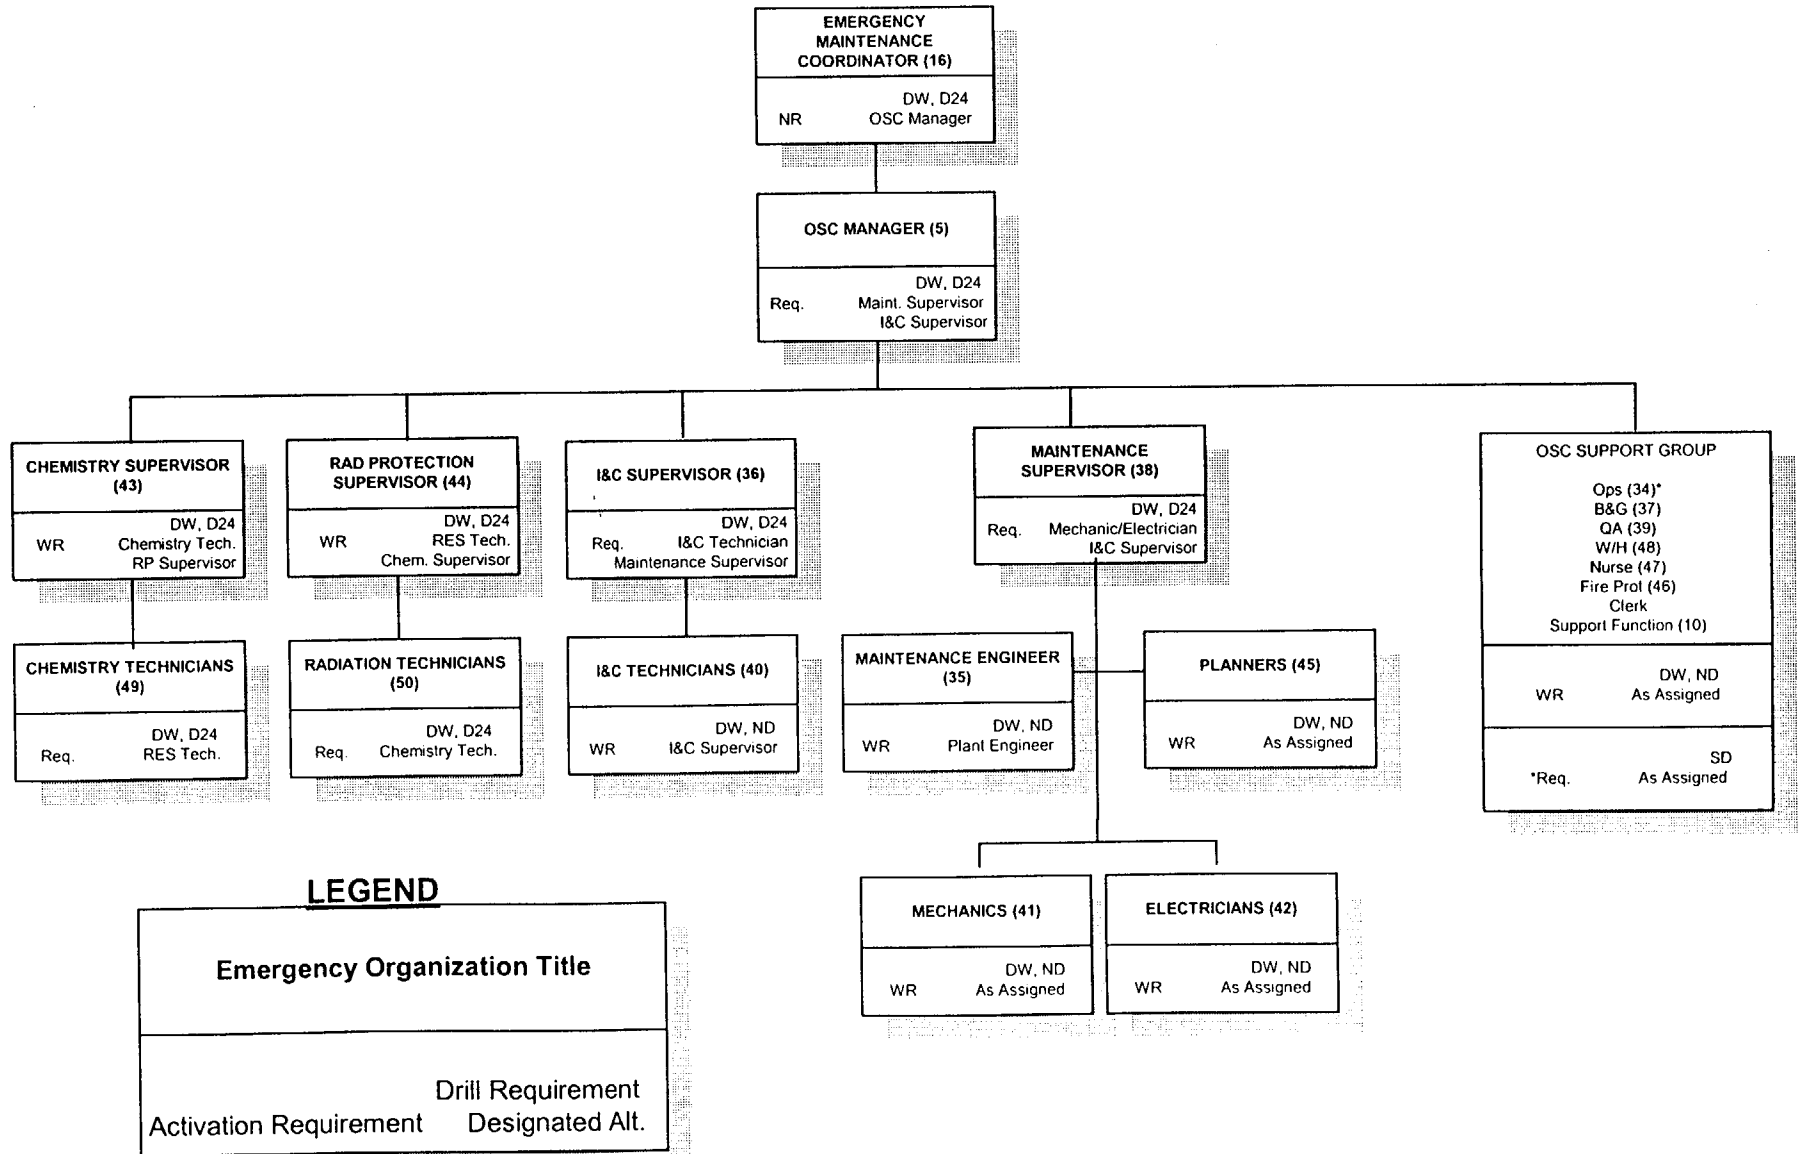 EMERGENCY
MAINTENANCE
COORDINATOR (16)
DW, D24
NR OSC Manager
OSC MANAGER (5)
DW, D24
Req. Maint. Supervisor
I&C Supervisor
CHEMISTRY SUPERVISOR
(43)
DW, D24
WR Chemistry Tech.
RP Supervisor
RAD PROTECTION
SUPERVISOR (44)
DW, D24
WR RES Tech.
Chem. Supervisor
I&C SUPERVISOR (36)
DW, D24
Req. I&C Technician
Maintenance Supervisor
MAINTENANCE
SUPERVISOR (38)
DW, D24
Req. Mechanic/Electrician
I&C Supervisor
OSC SUPPORT GROUP
Ops (34)*
B&G (37)
QA (39)
W/H (48)
Nurse (47)
Fire Prot (46)
Clerk
Support Function (10)
DW, ND
WR As Assigned
SD
*Req. As Assigned
CHEMISTRY TECHNICIANS
(49)
DW, D24
Req. RES Tech.
RADIATION TECHNICIANS
(50)
DW, D24
Req. Chemistry Tech.
I&C TECHNICIANS (40)
DW, ND
WR I&C Supervisor
MAINTENANCE ENGINEER
(35)
DW, ND
WR Plant Engineer
PLANNERS (45)
DW, ND
WR As Assigned
MECHANICS (41)
DW, ND
WR As Assigned
ELECTRICIANS (42)
DW, ND
WR As Assigned
LEGEND
Emergency Organization Title
Drill Requirement
Activation Requirement Designated Alt.